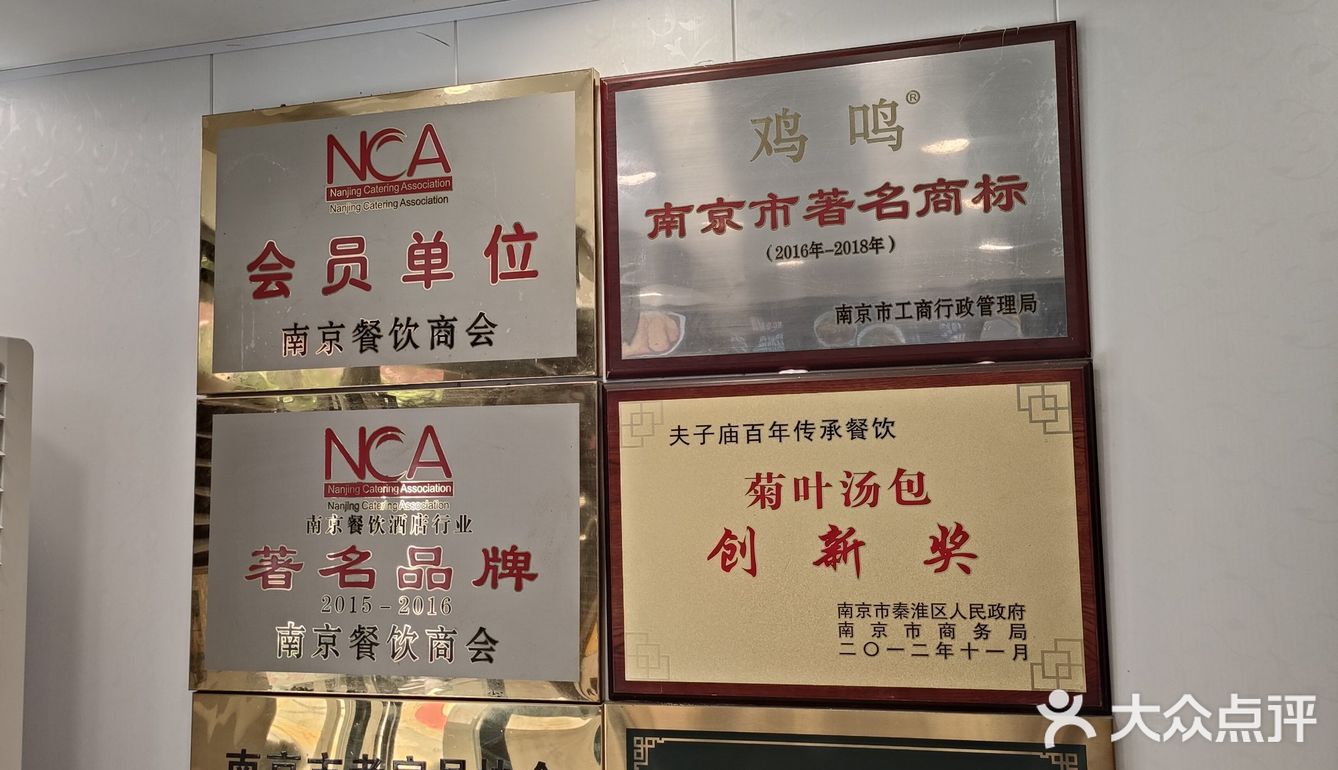 NCA
Nanjing Catering Association
Nanjing Catering Association
会员单位
南京餐饮商会
鸡鸣®
南京市著名商标
(2016年-2018年)
南京市工商行政管理局
NCA
Nanjing Catering Association
Nanjing Catering Association
南京餐饮酒店行业
著名品牌
2015-2016
南京餐饮商会
夫子庙百年传承餐饮
菊叶汤包
创新奖
南京市秦淮区人民政府
南京市商务局
二〇一二年十一月
大众点评